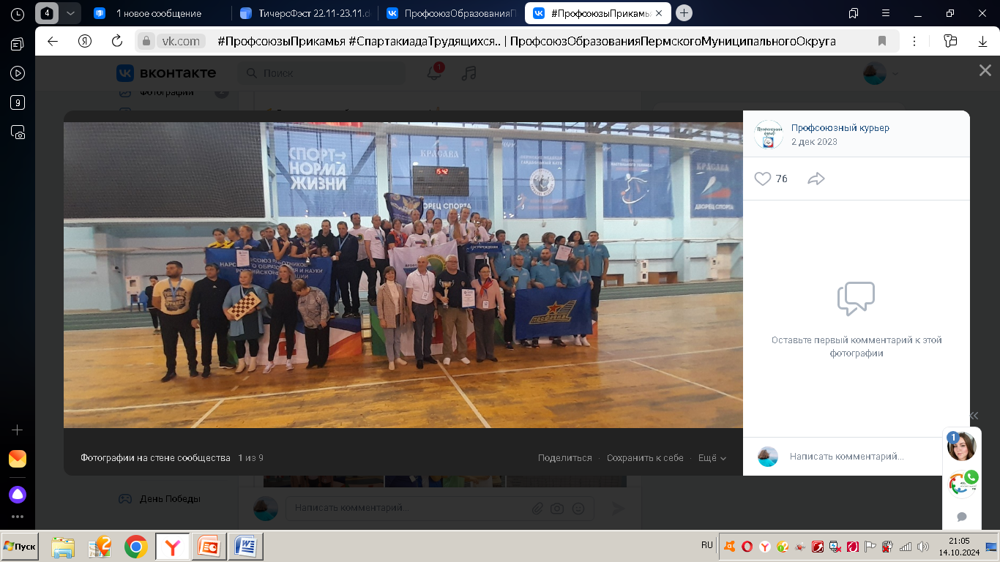 4
1 новое сообщение
ТичерсФэст 22.11-23.11.d
ПрофсоюзОбразованияП
#ПрофсоюзыПрикамья
vk.com
#ПрофсоюзыПрикамья #СпартакиадаТрудящихся.. | ПрофсоюзОбразованияПермскогоМуниципальногоОкруга
9
вконтакте
Поиск
1
Фотографии
2
СПОРТ→
НОРМА
ЖИЗНИ
КРАСАВА
15:42
ДВОРЕЦ СПОРТА
КРАСАВА
ДВОРЕЦ СПОРТА
НАГРАЖДЕНИЕ
ПРОФСОЮЗ РАБОТНИКОВ
НАРОДНОГО ОБРАЗОВАНИЯ И НАУКИ
РОССИЙСКОЙ ФЕДЕРАЦИИ
ПРОФАВИА
Профсоюзный курьер
2 дек 2023
76
Оставьте первый комментарий к этой
фотографии
Написать комментарий...
Фотографии на стене сообщества 1 из 9
Поделиться · Сохранить к себе · Ещё
1
День Победы
Написать комментарий...
Пуск
RU
21:05
14.10.2024